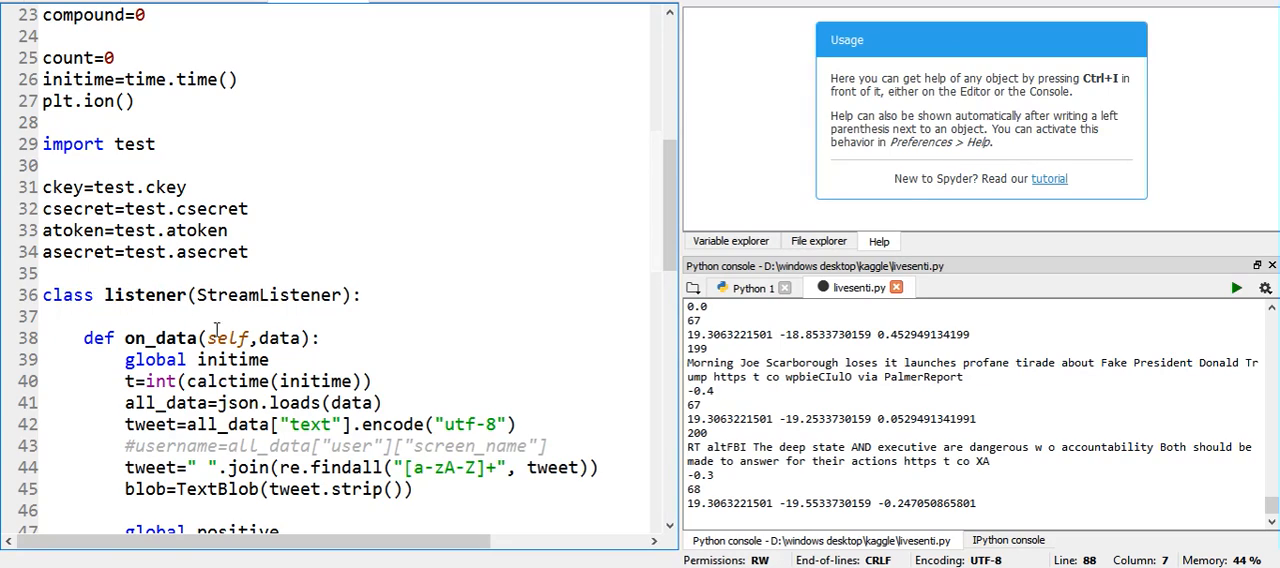 23 compound=0
24
25 count=0
26 initime=time.time()
27 plt.ion()
28
29 import test
30
31 ckey=test.ckey
32 csecret=test.csecret
33 atoken=test.atoken
34 asecret=test.asecret
35
36 class listener(StreamListener):
37
38 def on_data(self,data):
39 global initime
40 t=int(calctime(initime))
41 all_data=json.loads(data)
42 tweet=all_data["text"].encode("utf-8")
43 #username=all_data["user"]["screen_name"]
44 tweet=" ".join(re.findall("[a-zA-Z]+", tweet))
45 blob=TextBlob(tweet.strip())
46
47 global positive
Usage
Here you can get help of any object by pressing Ctrl+I in
front of it, either on the Editor or the Console.
Help can also be shown automatically after writing a left
parenthesis next to an object. You can activate this
behavior in Preferences > Help.
New to Spyder? Read our tutorial
Variable explorer File explorer Help
Python console - D:\windows desktop\kaggle\livesenti.py
Python 1 livesenti.py
0.0
67
19.3063221501 -18.8533730159 0.452949134199
199
Morning Joe Scarborough loses it launches profane tirade about Fake President Donald Tr
ump https t co wpbieCIulO via PalmerReport
-0.4
67
19.3063221501 -19.2533730159 0.0529491341991
200
RT altFBI The deep state AND executive are dangerous w o accountability Both should be
made to answer for their actions https t co XA
-0.3
68
19.3063221501 -19.5533730159 -0.247050865801
Python console - D:\windows desktop\kaggle\livesenti.py IPython console
Permissions: RW End-of-lines: CRLF Encoding: UTF-8 Line: 88 Column: 7 Memory: 44 %